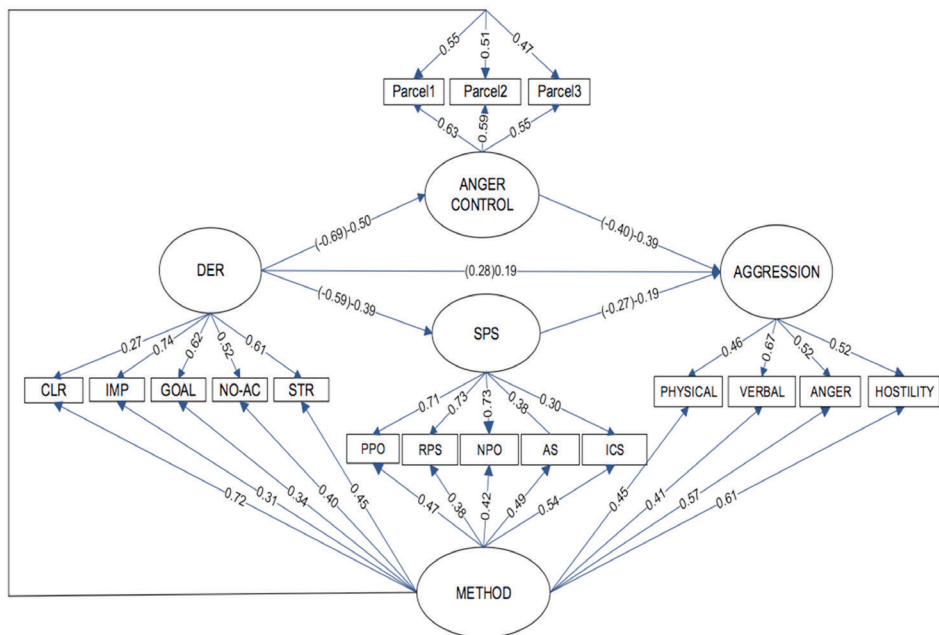 0.55
0.51
0.47
Parcel1
Parcel2
Parcel3
0.63
0.59
0.55
ANGER
CONTROL
(-0.69)-0.50
(-0.40)-0.39
DER
(0.28)0.19
AGGRESSION
(-0.59)-0.39
(-0.27)-0.19
SPS
0.27
0.74
0.62
0.52
0.61
0.46
0.67
0.52
0.52
CLR
IMP
GOAL
NO-AC
STR
PHYSICAL
VERBAL
ANGER
HOSTILITY
0.71
0.73
-0.73
0.38
0.30
PPO
RPS
NPO
AS
ICS
0.72
0.31
0.34
0.40
0.45
0.47
0.38
0.42
0.49
0.54
0.45
0.41
0.57
0.61
METHOD